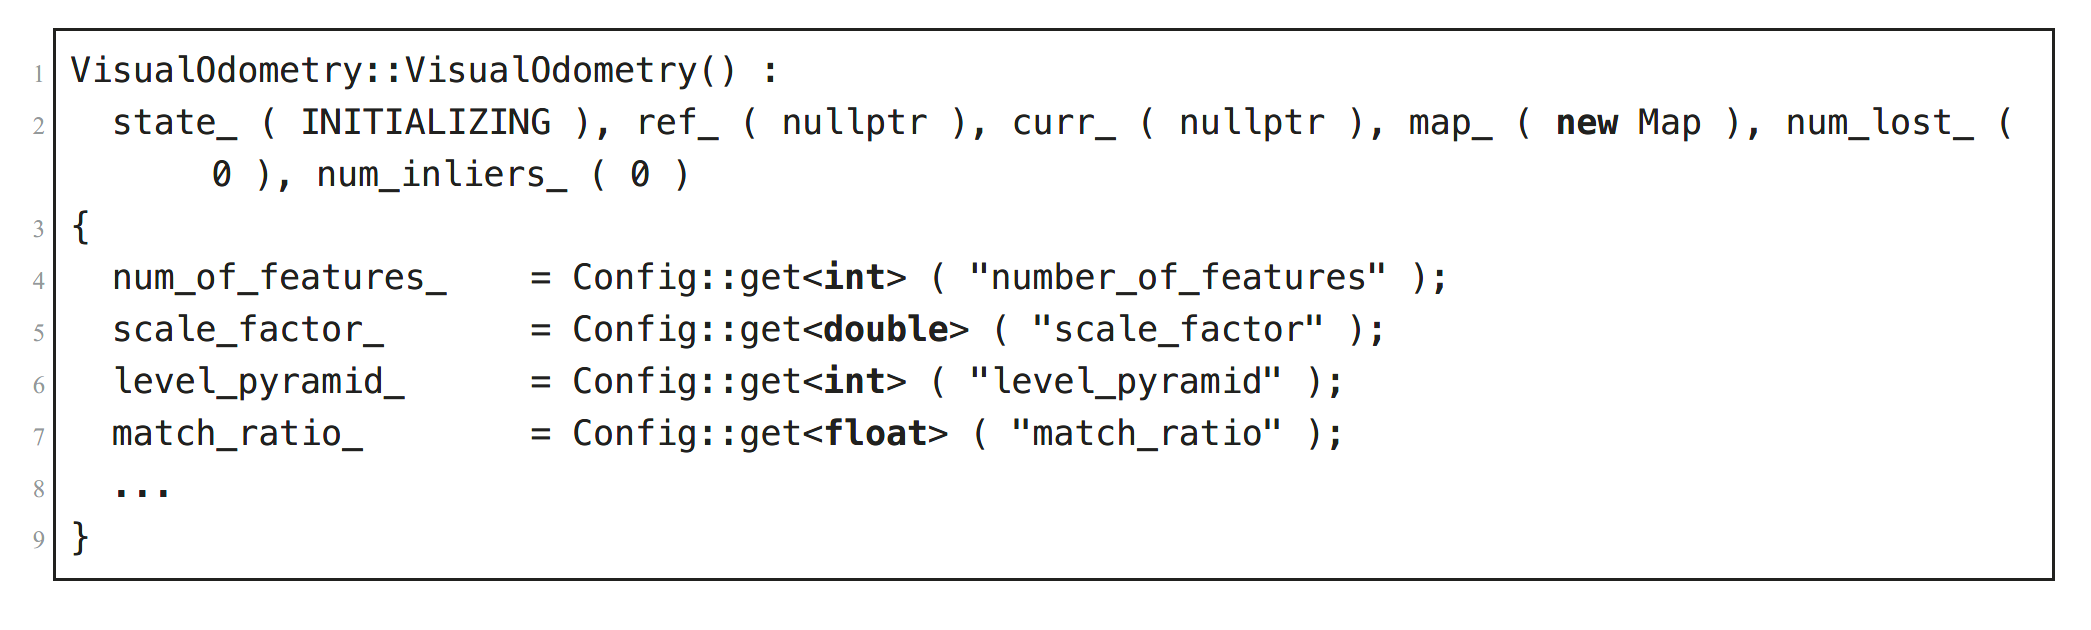 1 VisualOdometry::VisualOdometry() :
2 state_ ( INITIALIZING ), ref_ ( nullptr ), curr_ ( nullptr ), map_ ( new Map ), num_lost_ (
0 ), num_inliers_ ( 0 )
3 {
4 num_of_features_ = Config::get<int> ( "number_of_features" );
5 scale_factor_ = Config::get<double> ( "scale_factor" );
6 level_pyramid_ = Config::get<int> ( "level_pyramid" );
7 match_ratio_ = Config::get<float> ( "match_ratio" );
8 ...
9 }